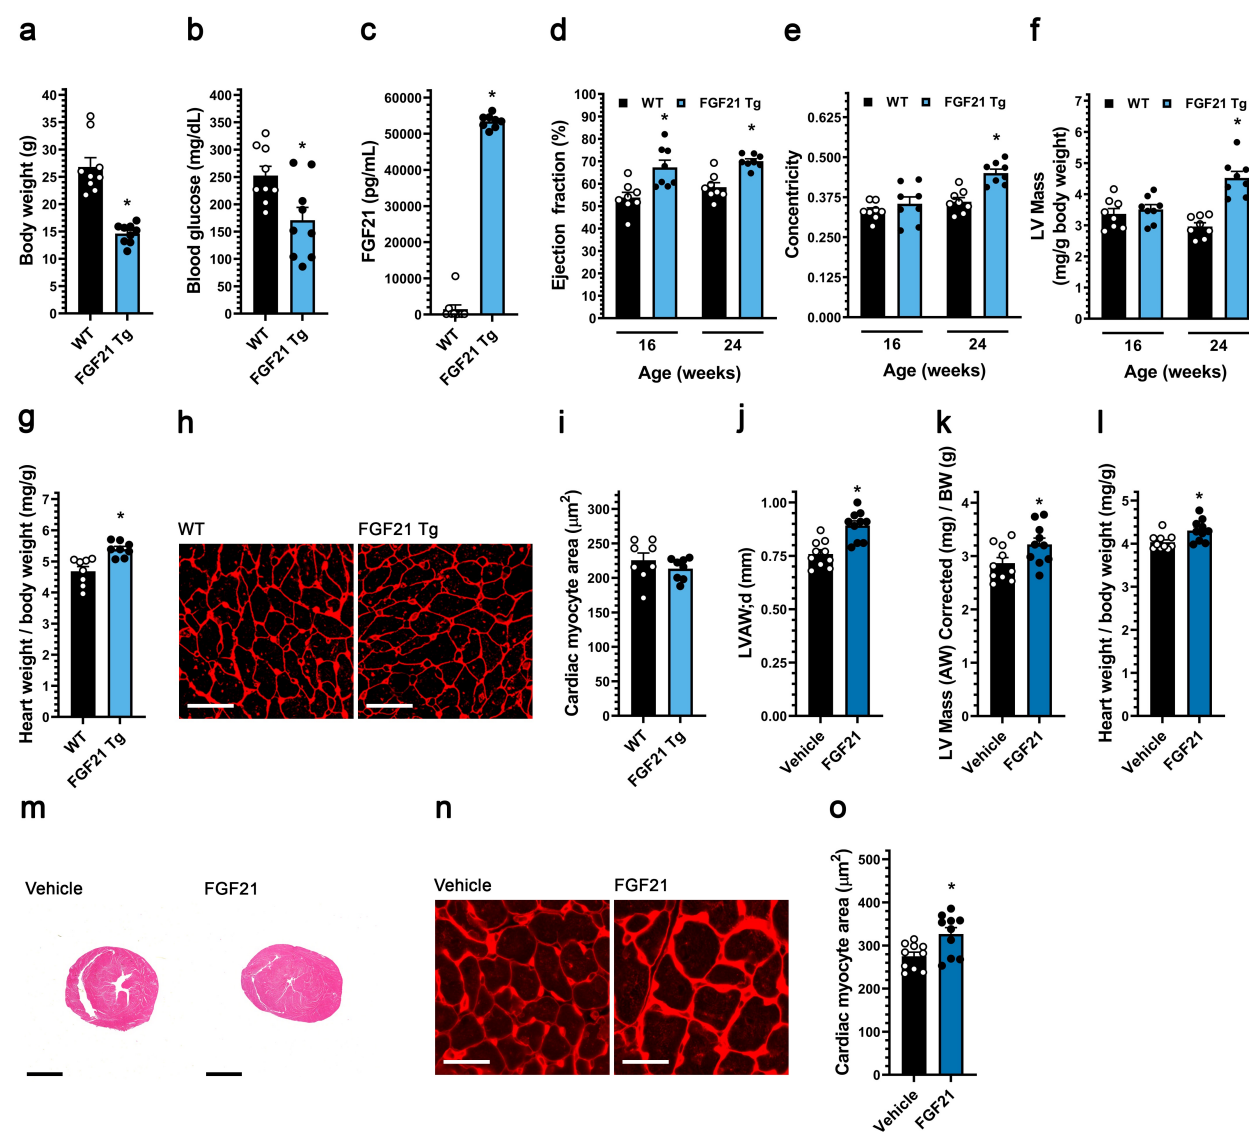 a
Body weight (g)
40
35
30
25
20
15
10
5
0
*
WT
FGF21 Tg
b
Blood glucose (mg/dL)
400
350
300
250
200
150
100
50
0
*
WT
FGF21 Tg
c
FGF21 (pg/mL)
60000
50000
40000
30000
20000
10000
0
*
WT
FGF21 Tg
d
Ejection fraction (%)
100
90
80
70
60
50
40
30
20
10
0
WT FGF21 Tg
*
*
16 24
Age (weeks)
e
Concentricity
0.625
0.500
0.375
0.250
0.125
0.000
WT FGF21 Tg
*
16 24
Age (weeks)
f
LV Mass
(mg/g body weight)
7
6
5
4
3
2
1
0
WT FGF21 Tg
*
16 24
Age (weeks)
g
Heart weight / body weight (mg/g)
7
6
5
4
3
2
1
0
*
WT
FGF21 Tg
h
WT FGF21 Tg
i
Cardiac myocyte area (μm²)
300
250
200
150
100
50
0
WT
FGF21 Tg
j
LVAW;d (mm)
1.00
0.75
0.50
0.25
0.00
*
Vehicle
FGF21
k
LV Mass (AW) Corrected (mg) / BW (g)
4
3
2
1
0
*
Vehicle
FGF21
l
Heart weight / body weight (mg/g)
5
4
3
2
1
0
*
Vehicle
FGF21
m
Vehicle FGF21
n
Vehicle FGF21
o
Cardiac myocyte area (μm²)
500
400
300
200
100
0
*
Vehicle
FGF21